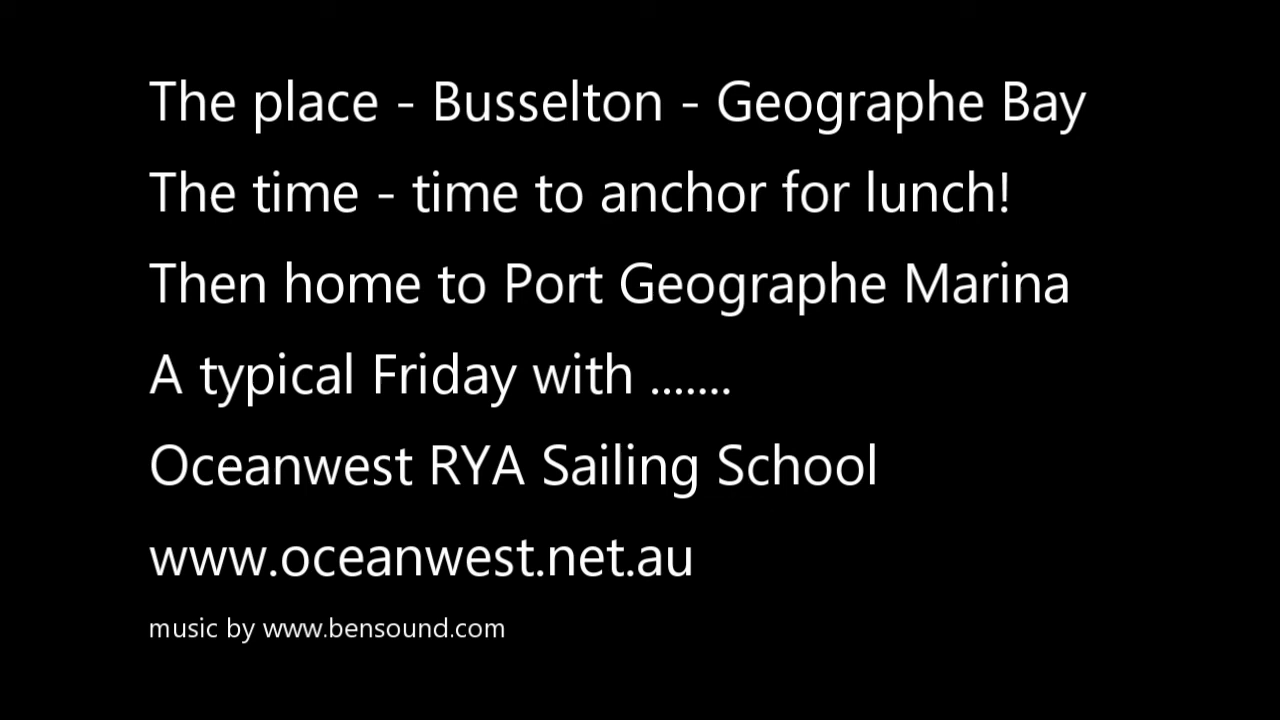 The place - Busselton - Geographe Bay
The time - time to anchor for lunch!
Then home to Port Geographe Marina
A typical Friday with .......
Oceanwest RYA Sailing School
www.oceanwest.net.au
music by www.bensound.com